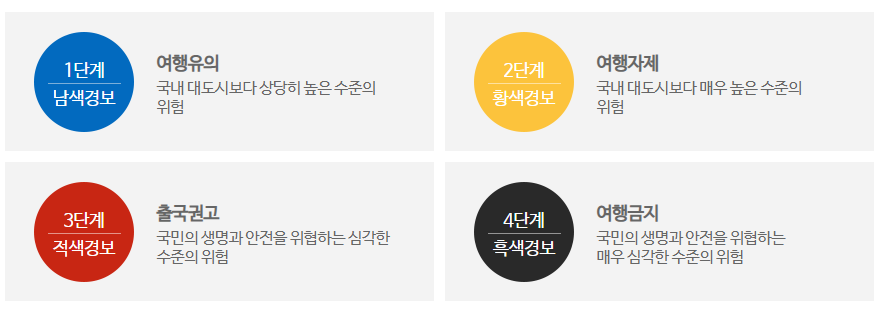 1단계
남색경보
여행유의
국내 대도시보다 상당히 높은 수준의
위험
2단계
황색경보
여행자제
국내 대도시보다 매우 높은 수준의
위험
3단계
적색경보
출국권고
국민의 생명과 안전을 위협하는 심각한
수준의 위험
4단계
흑색경보
여행금지
국민의 생명과 안전을 위협하는
매우 심각한 수준의 위험